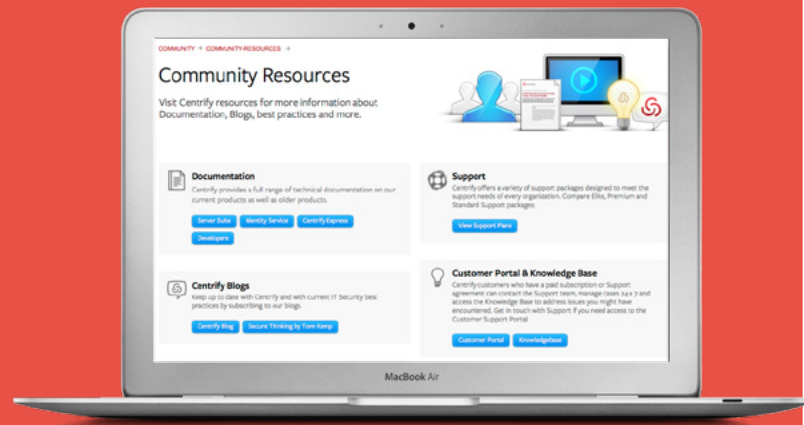 COMMUNITY → COMMUNITY-RESOURCES →
Community Resources
Visit Centrify resources for more information about
Documentation, Blogs, best practices and more.
Documentation
Centrify provides a full range of technical documentation on our
current products as well as older products.
Server Suite Identity Service Centrify Express
Developers
Support
Centrify offers a variety of support packages designed to meet the
support needs of every organization. Compare Elite, Premium and
Standard Support packages:
View Support Plans
Centrify Blogs
Keep up to date with Centrify and with current IT Security best
practices by subscribing to our blogs.
Centrify Blog Secure Thinking by Tom Kemp
Customer Portal & Knowledge Base
Centrify customers who have a paid subscription or Support
agreement can contact the Support team, manage cases 24 x 7 and
access the Knowledge Base to address issues you might have
encountered. Get in touch with Support if you need access to the
Customer Support Portal.
Customer Portal Knowledgebase
MacBook Air